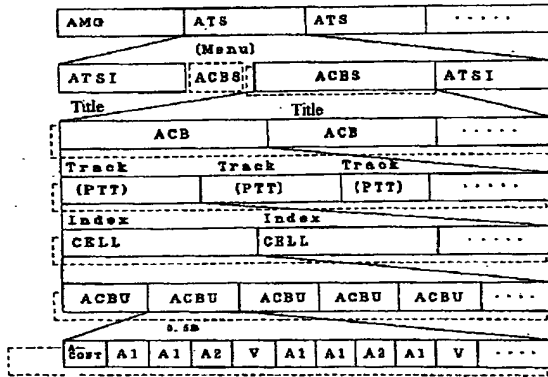 AMG ATS ATS .....
(Menu)
ATSI ACBS ACBS ATSI
Title Title
ACB ACB .....
Track Track Track
(PTT) (PTT) (PTT) .....
Index Index
CELL CELL .....
ACBU ACBU ACBU ACBU ACBU ....
A1 A1 A2 V A1 A1 A2 A1 V ....